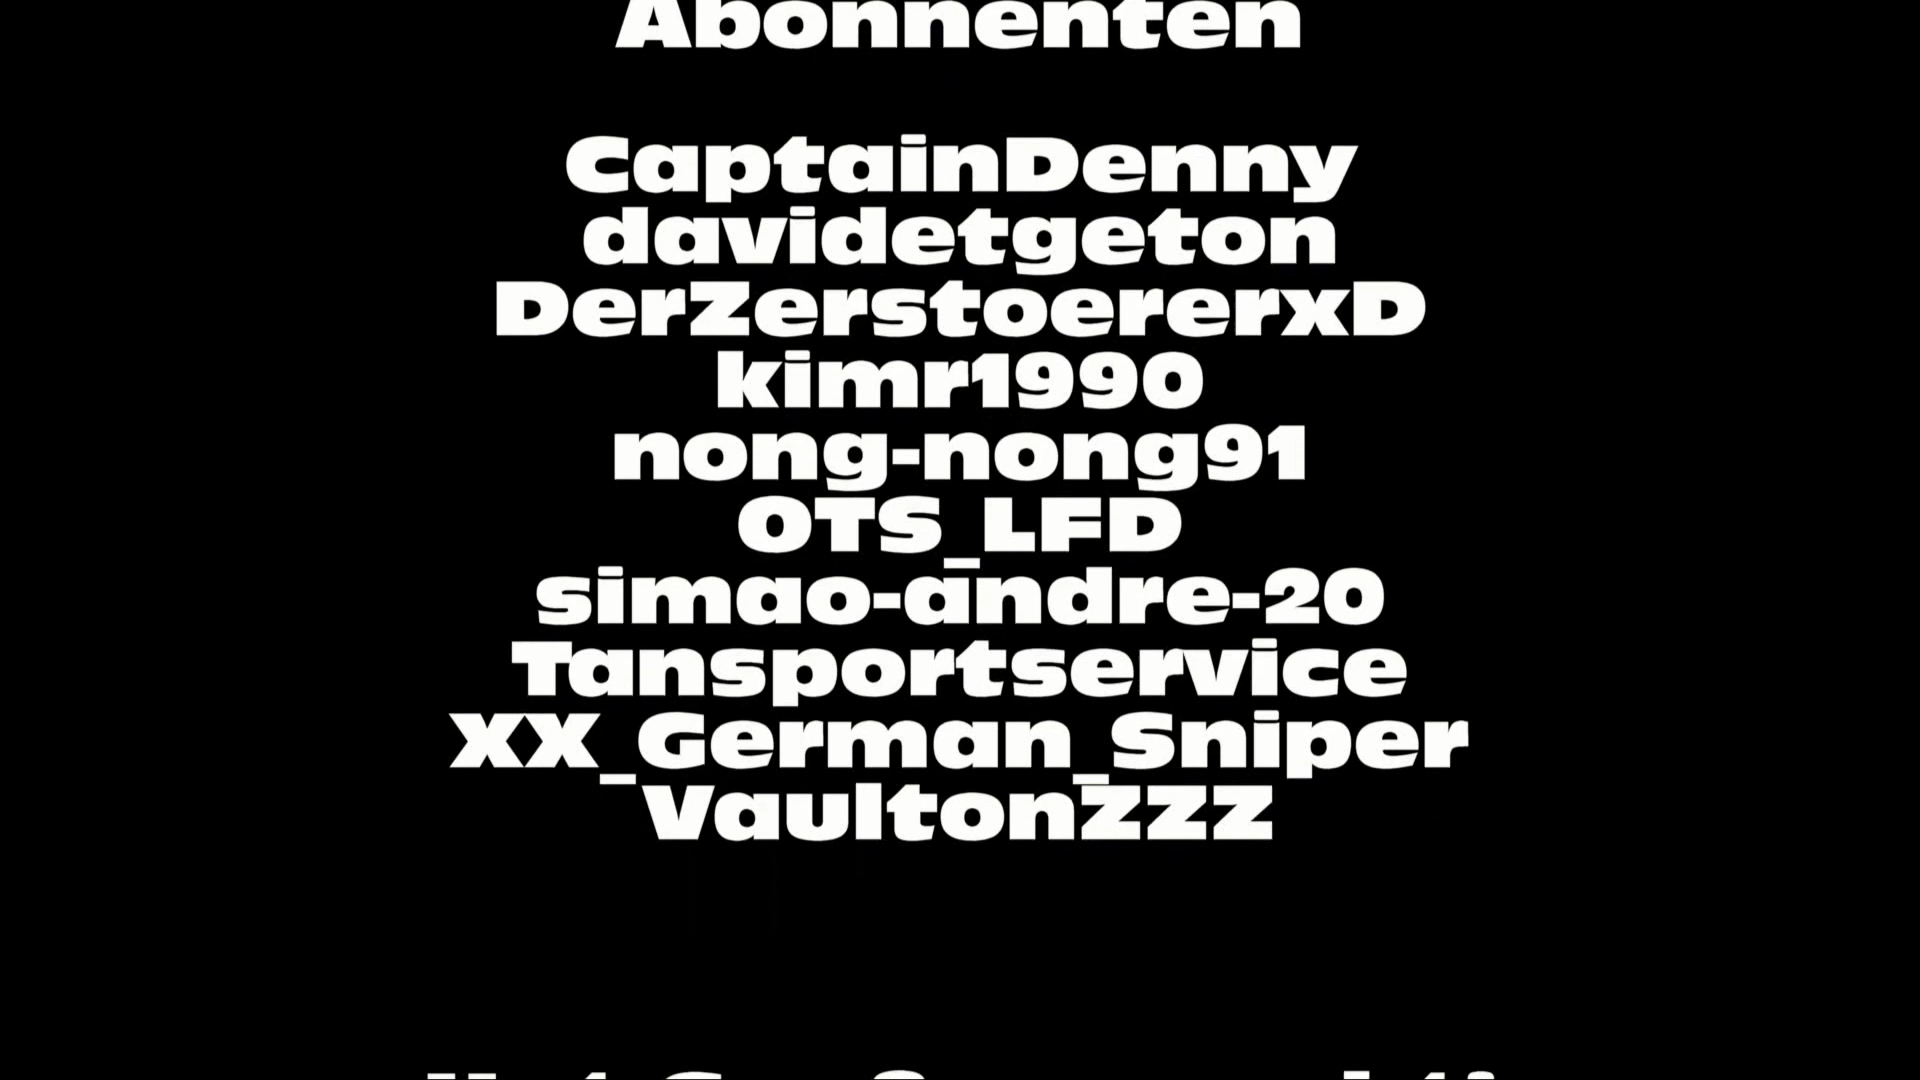 Abonnenten
CaptainDenny
davidetgeton
DerZerstoererxD
kimr1990
nong-nong91
OTS_LFD
simao-andre-20
Tansportservice
XX_German_Sniper
VaultonZZZ